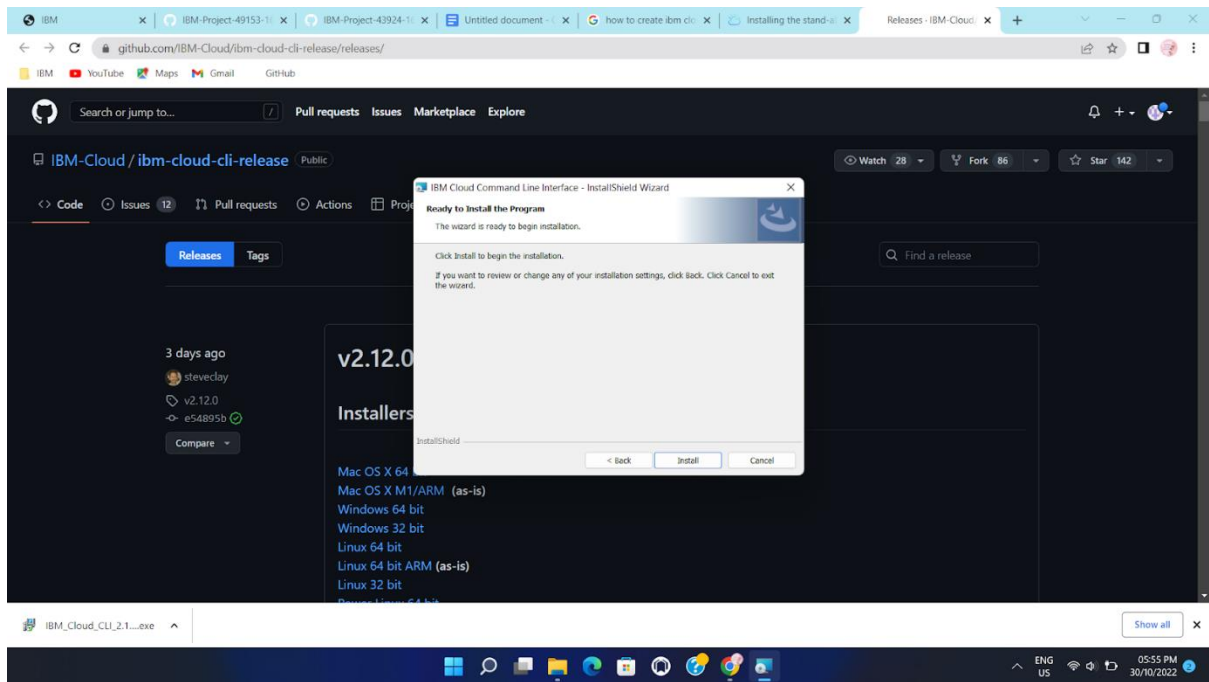 IBM
IBM-Project-49153-1
IBM-Project-43924-1
Untitled document -
how to create ibm clo
Installing the stand-a
Releases · IBM-Cloud
github.com/IBM-Cloud/ibm-cloud-cli-release/releases/
IBM YouTube Maps Gmail GitHub
Search or jump to... / Pull requests Issues Marketplace Explore
IBM-Cloud / ibm-cloud-cli-release Public
Watch 28 Fork 86 Star 142
<> Code Issues 12 Pull requests Actions Proje
IBM Cloud Command Line Interface - InstallShield Wizard
Ready to Install the Program
The wizard is ready to begin installation.
Click Install to begin the installation.
If you want to review or change any of your installation settings, click Back. Click Cancel to exit
the wizard.
InstallShield
< Back Install Cancel
Releases Tags
Find a release
3 days ago
steveclay
v2.12.0
e54895b
Compare
v2.12.0
Installers
Mac OS X 64
Mac OS X M1/ARM (as-is)
Windows 64 bit
Windows 32 bit
Linux 64 bit
Linux 64 bit ARM (as-is)
Linux 32 bit
Power Linux 64 bit
IBM_Cloud_CLI_2.1....exe
Show all
ENG
US
05:55 PM
30/10/2022